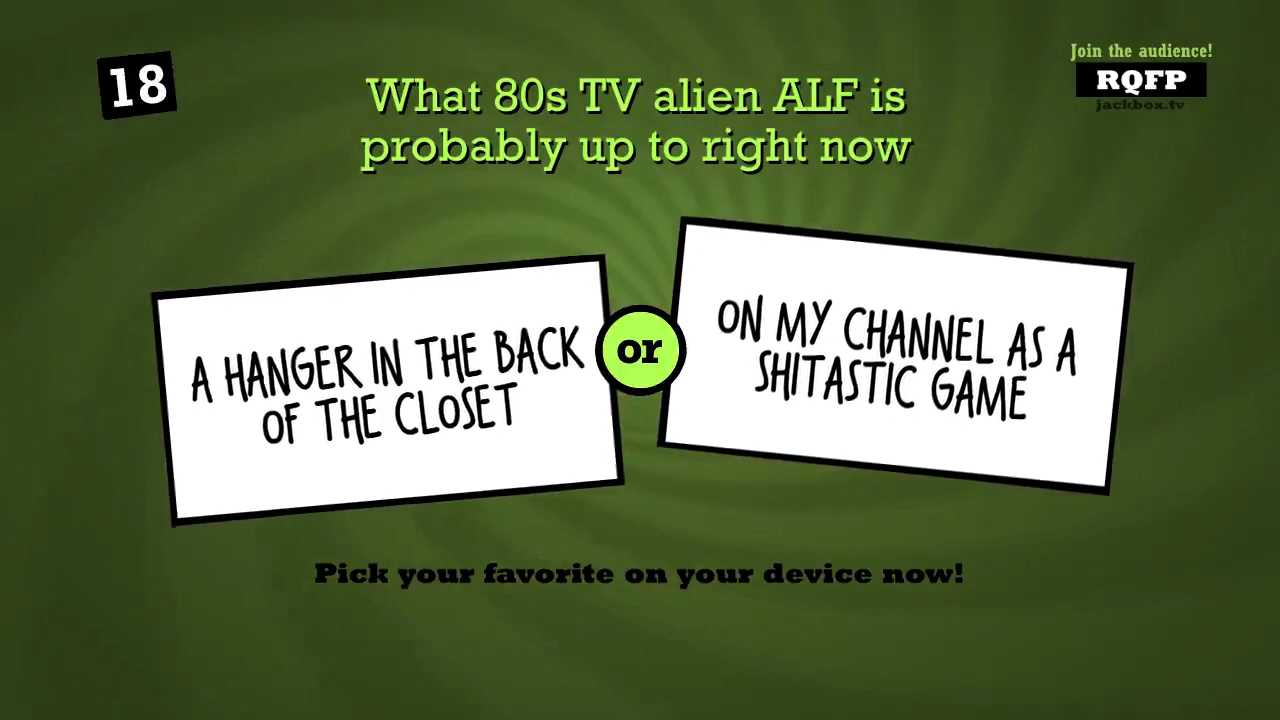 18
Join the audience!
RQFP
jackbox.tv
What 80s TV alien ALF is
probably up to right now
A HANGER IN THE BACK
OF THE CLOSET
or
ON MY CHANNEL AS A
SHITASTIC GAME
Pick your favorite on your device now!